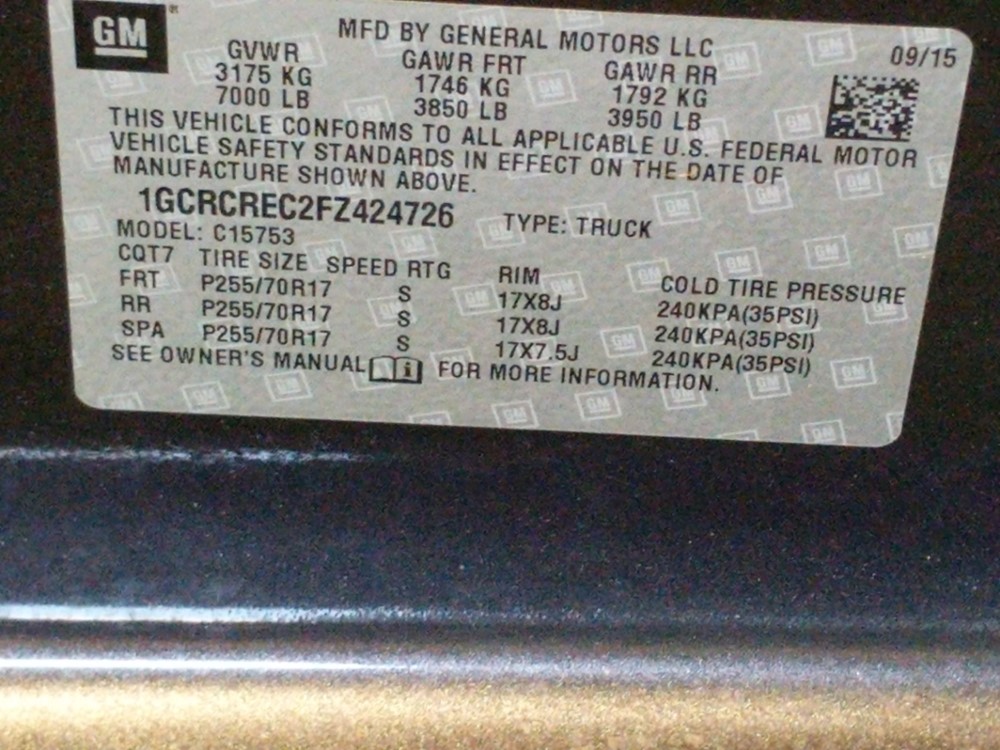 GM
MFD BY GENERAL MOTORS LLC 09/15
GVWR GAWR FRT GAWR RR
3175 KG 1746 KG 1792 KG
7000 LB 3850 LB 3950 LB
THIS VEHICLE CONFORMS TO ALL APPLICABLE U.S. FEDERAL MOTOR
VEHICLE SAFETY STANDARDS IN EFFECT ON THE DATE OF
MANUFACTURE SHOWN ABOVE.
1GCRCREC2FZ424726 TYPE: TRUCK
MODEL: C15753
CQT7 TIRE SIZE SPEED RTG RIM COLD TIRE PRESSURE
FRT P255/70R17 S 17X8J 240KPA(35PSI)
RR P255/70R17 S 17X8J 240KPA(35PSI)
SPA P255/70R17 S 17X7.5J 240KPA(35PSI)
SEE OWNER'S MANUAL i FOR MORE INFORMATION.